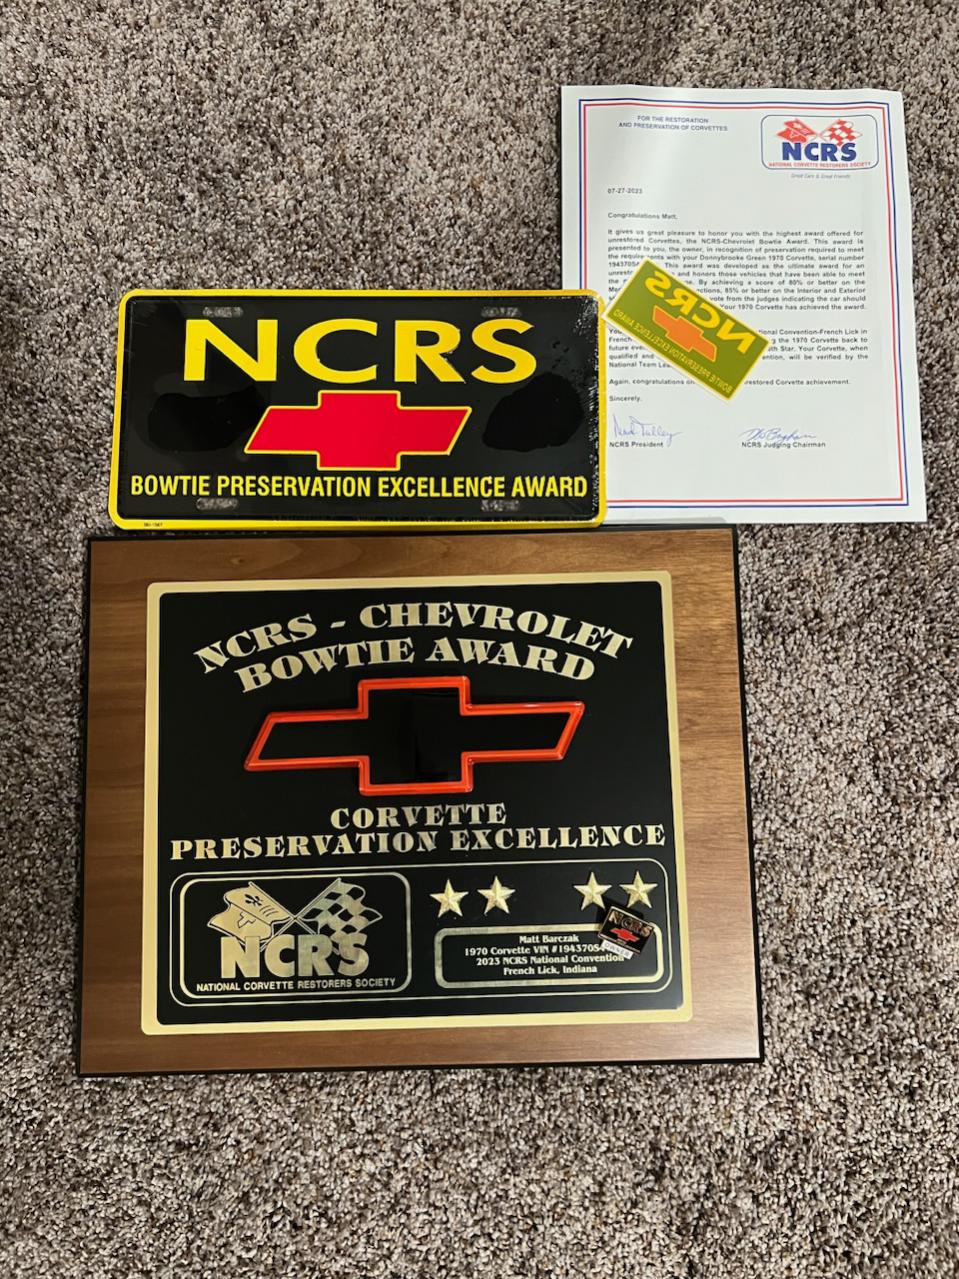 FOR THE RESTORATION
AND PRESERVATION OF CORVETTES
NCRS
NATIONAL CORVETTE RESTORERS SOCIETY
Great Cars & Great Friends
07-27-2023
Congratulations Matt,
It gives us great pleasure to honor you with the highest award offered for
unrestored Corvettes, the NCRS-Chevrolet Bowtie Award. This award is
presented to you, the owner, in recognition of preservation required to meet
the requirements with your Donnybrooke Green 1970 Corvette, serial number
194370S4 This award was developed as the ultimate award for an
unrest and honors those vehicles that have been able to meet
the By achieving a score of 80% or better on the
85% or better on the Interior and Exterior
vote from the judges indicating the car should
Your 1970 Corvette has achieved the award.
National Convention-French Lick in
French the 1970 Corvette back to
future Star. Your Corvette, when
qualified and will be verified by the
National Team
Again, congratulations on restored Corvette achievement.
Sincerely,
NCRS President NCRS Judging Chairman
NCRS
BOWTIE PRESERVATION EXCELLENCE AWARD
NCRS
BOWTIE PRESERVATION EXCELLENCE AWARD
NCRS - CHEVROLET
BOWTIE AWARD
CORVETTE
PRESERVATION EXCELLENCE
NCRS
NATIONAL CORVETTE RESTORERS SOCIETY
NCRS
Matt Barczak
1970 Corvette VIN #194370S4
2023 NCRS National Convention
French Lick, Indiana